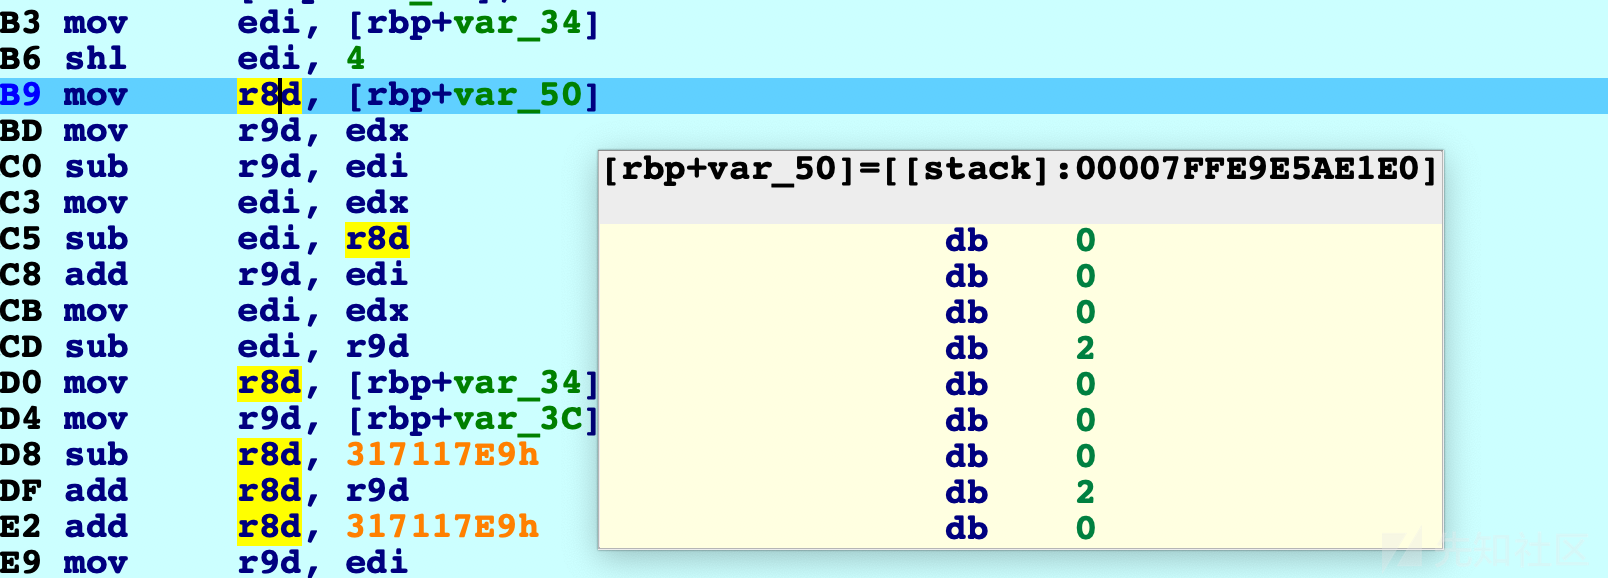 B3 mov edi, [rbp+var_34]
B6 shl edi, 4
B9 mov r8d, [rbp+var_50]
BD mov r9d, edx
C0 sub r9d, edi
C3 mov edi, edx
C5 sub edi, r8d
C8 add r9d, edi
CB mov edi, edx
CD sub edi, r9d
D0 mov r8d, [rbp+var_34]
D4 mov r9d, [rbp+var_3C]
D8 sub r8d, 317117E9h
DF add r8d, r9d
E2 add r8d, 317117E9h
E9 mov r9d, edi
[rbp+var_50]=[[stack]:00007FFE9E5AE1E0]
db 0
db 0
db 0
db 2
db 0
db 0
db 0
db 2
db 0